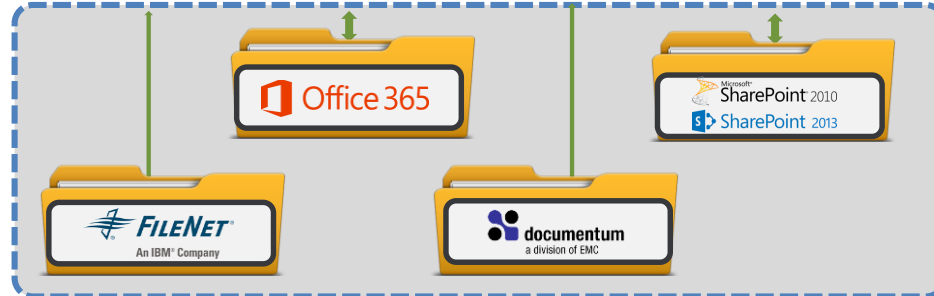 Office 365
Microsoft®
SharePoint® 2010
SharePoint 2013
FILENET®
An IBM® Company
documentum
a division of EMC